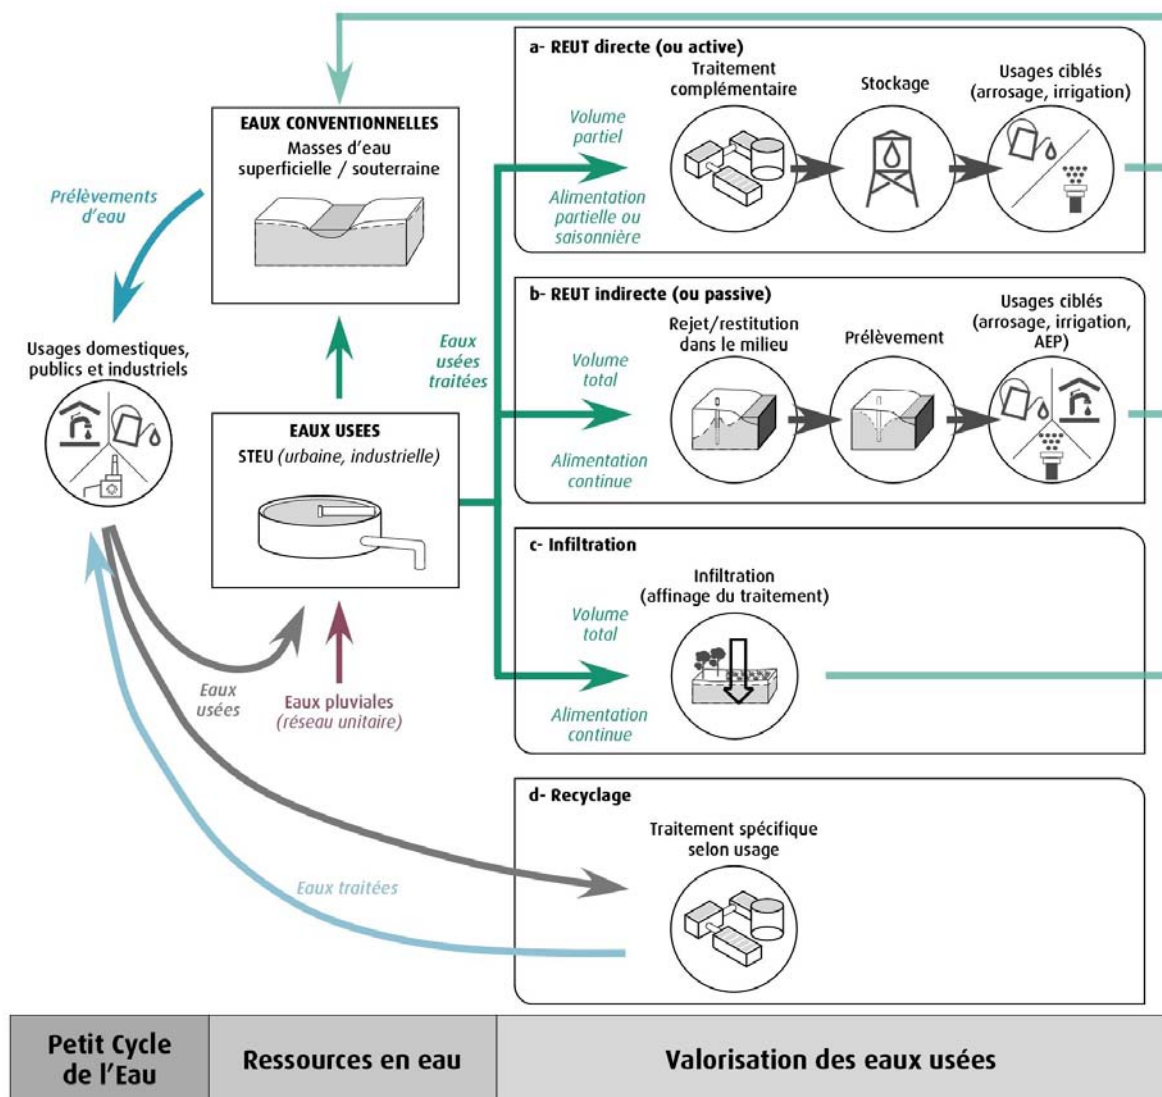 EAUX CONVENTIONNELLES
Masses d'eau
superficielle / souterraine
Prélèvements
d'eau
Usages domestiques,
publics et industriels
Eaux
usées
traitées
EAUX USEES
STEU (urbaine, industrielle)
Eaux
usées
Eaux pluviales
(réseau unitaire)
Eaux traitées
a- REUT directe (ou active)
Volume
partiel
Alimentation
partielle ou
saisonnière
Traitement
complémentaire
Stockage
Usages ciblés
(arrosage, irrigation)
b- REUT indirecte (ou passive)
Volume
total
Alimentation
continue
Rejet/restitution
dans le milieu
Prélèvement
Usages ciblés
(arrosage, irrigation,
AEP)
c- Infiltration
Volume
total
Alimentation
continue
Infiltration
(affinage du traitement)
d- Recyclage
Traitement spécifique
selon usage
Petit Cycle
de l'Eau
Ressources en eau
Valorisation des eaux usées